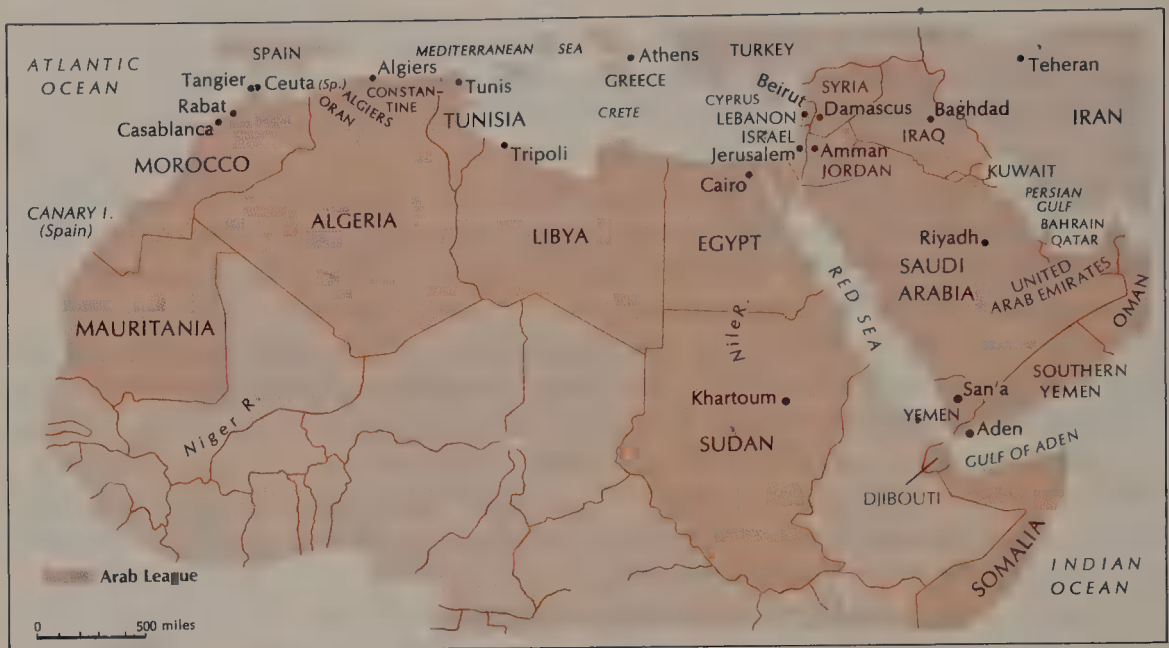 ATLANTIC
OCEAN
SPAIN
MEDITERRANEAN SEA
Athens
TURKEY
Teheran
Tangier
Ceuta (Sp.)
Algiers
CONSTAN-
TINE
Tunis
GREECE
Beirut
SYRIA
Rabat
ALGIERS
ORAN
CYPRUS
Damascus
Baghdad
Casablanca
TUNISIA
CRETE
LEBANON
IRAQ
IRAN
ISRAEL
MOROCCO
Tripoli
Jerusalem
Amman
JORDAN
Cairo
KUWAIT
PERSIAN
GULF
CANARY I.
(Spain)
ALGERIA
LIBYA
EGYPT
BAHRAIN
QATAR
Riyadh
SAUDI
ARABIA
UNITED
ARAB EMIRATES
RED SEA
OMAN
MAURITANIA
Nile R.
SOUTHERN
YEMEN
San'a
Khartoum
YEMEN
Niger R.
Aden
SUDAN
GULF OF ADEN
DJIBOUTI
SOMALIA
INDIAN
OCEAN
Arab League
0 500 miles